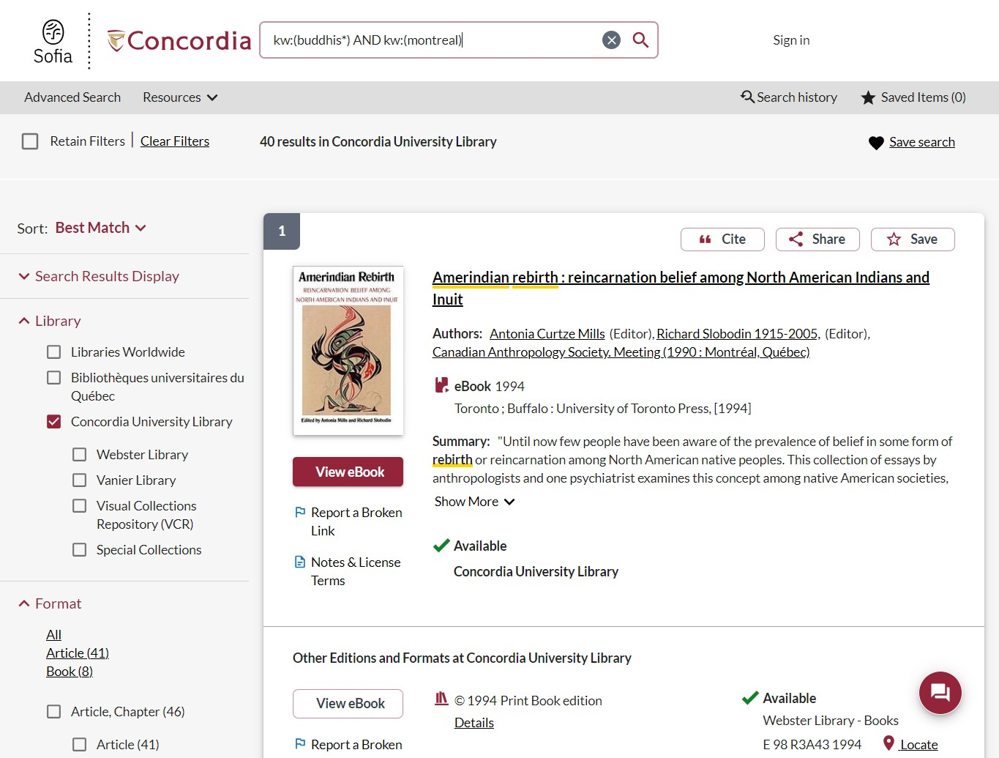 Sofia
Concordia
kw:(buddhis*) AND kw:(montreal)
Sign in
Advanced Search
Resources
Search history
Saved Items (0)
Retain Filters
Clear Filters
40 results in Concordia University Library
Save search
Sort: Best Match
Search Results Display
Library
Libraries Worldwide
Bibliothèques universitaires du
Québec
Concordia University Library
Webster Library
Vanier Library
Visual Collections
Repository (VCR)
Special Collections
Format
All
Article (41)
Book (8)
Article, Chapter (46)
Article (41)
1
Cite
Share
Save
Amerindian Rebirth
REINCARNATION BELIEF AMONG
NORTH AMERICAN INDIANS AND INUIT
Edited by Antonia Mills and Richard Slobodin
View eBook
Report a Broken
Link
Notes & License
Terms
Amerindian rebirth : reincarnation belief among North American Indians and
Inuit
Authors: Antonia Curtze Mills (Editor), Richard Slobodin 1915-2005, (Editor),
Canadian Anthropology Society. Meeting (1990 : Montréal, Québec)
eBook 1994
Toronto ; Buffalo : University of Toronto Press, [1994]
Summary: "Until now few people have been aware of the prevalence of belief in some form of
rebirth or reincarnation among North American native peoples. This collection of essays by
anthropologists and one psychiatrist examines this concept among native American societies,
Show More
Available
Concordia University Library
Other Editions and Formats at Concordia University Library
View eBook
Report a Broken
© 1994 Print Book edition
Details
Available
Webster Library - Books
E 98 R3A43 1994
Locate